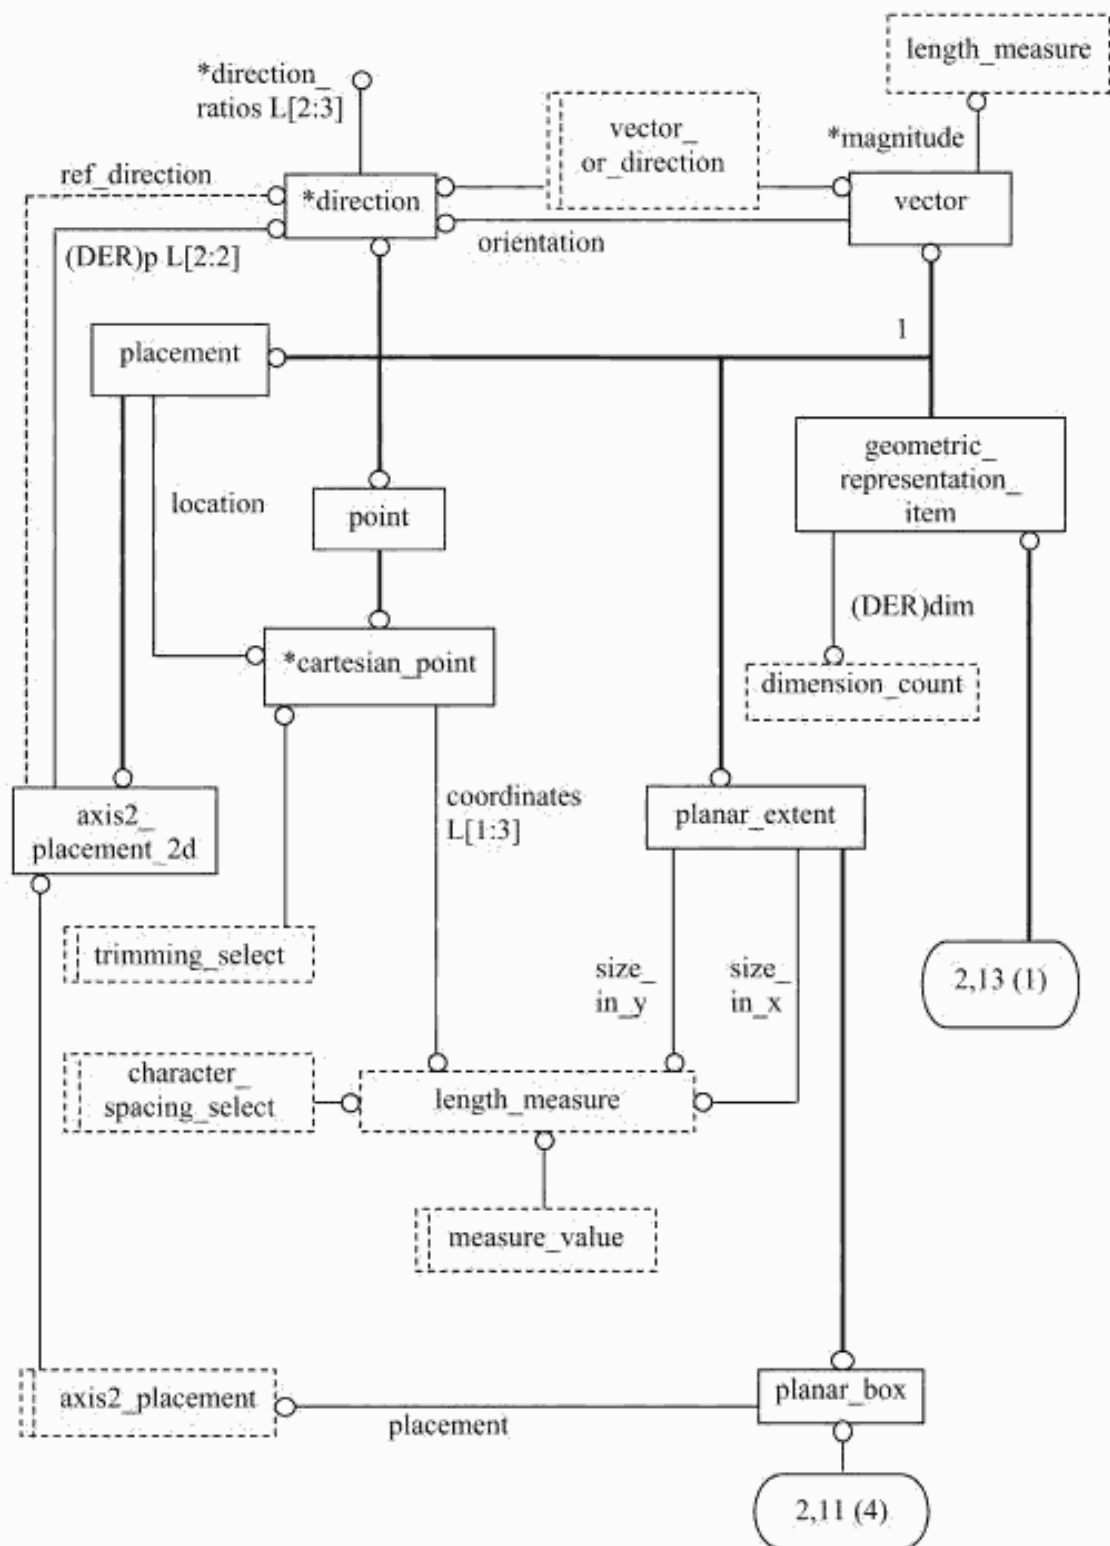 length_measure
*direction_
ratios L[2:3]
vector_
or_direction
*magnitude
ref_direction
*direction
vector
orientation
(DER)p L[2:2]
1
placement
geometric_
representation_
item
location
point
(DER)dim
*cartesian_point
dimension_count
coordinates
L[1:3]
axis2_
placement_2d
planar_extent
trimming_select
size_
in_y
size_
in_x
2,13 (1)
character_
spacing_select
length_measure
measure_value
axis2_placement
planar_box
placement
2,11 (4)